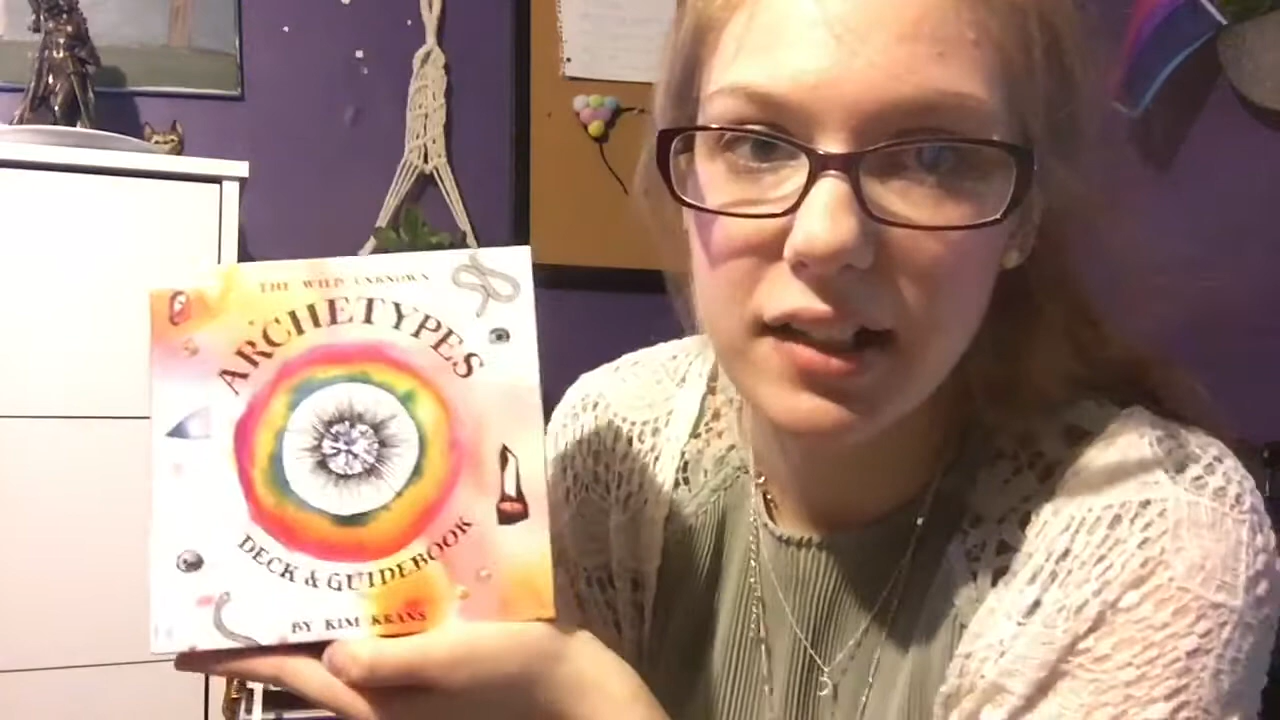 THE WILD UNKNOWN
ARCHETYPES
DECK & GUIDEBOOK
BY KIM KRANS